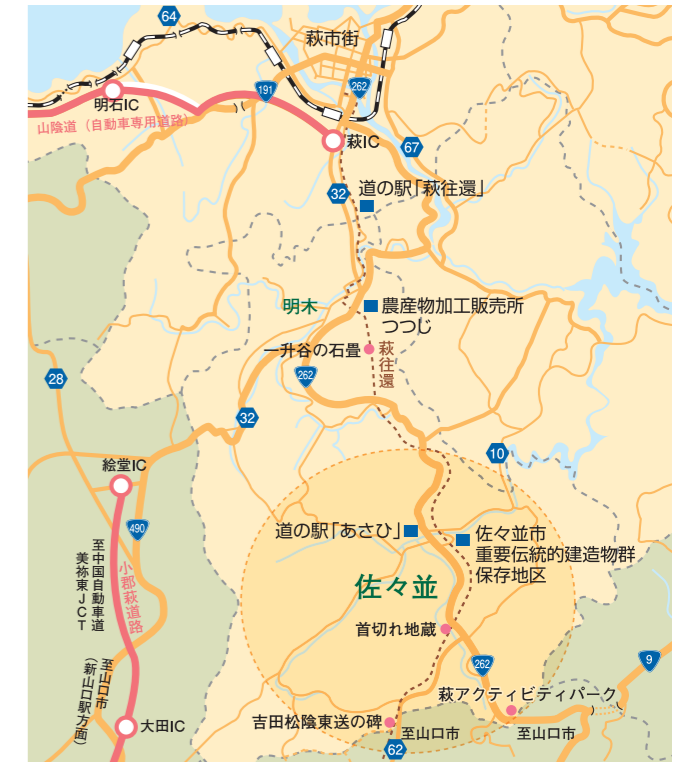 64
萩市街
262
191
明石IC
山陰道（自動車専用道路）
萩IC
67
32
道の駅「萩往還」
明木
農産物加工販売所
つつじ
一升谷の石畳
萩往還
262
28
32
10
絵堂IC
490
道の駅「あさひ」
佐々並市
重要伝統的建造物群
保存地区
至中国自動車道
美祢東JCT
小郡萩道路
佐々並
首切れ地蔵
262
9
至山口市
（新山口駅方面）
萩アクティビティパーク
大田IC
吉田松陰東送の碑
至山口市
至山口市
62